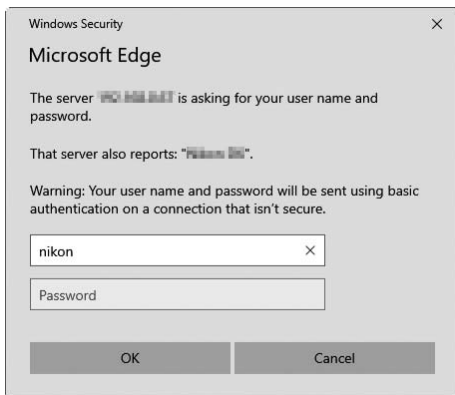 Windows Security
Microsoft Edge
The server is asking for your user name and
password.
That server also reports: " ".
Warning: Your user name and password will be sent using basic
authentication on a connection that isn't secure.
nikon
Password
OK
Cancel